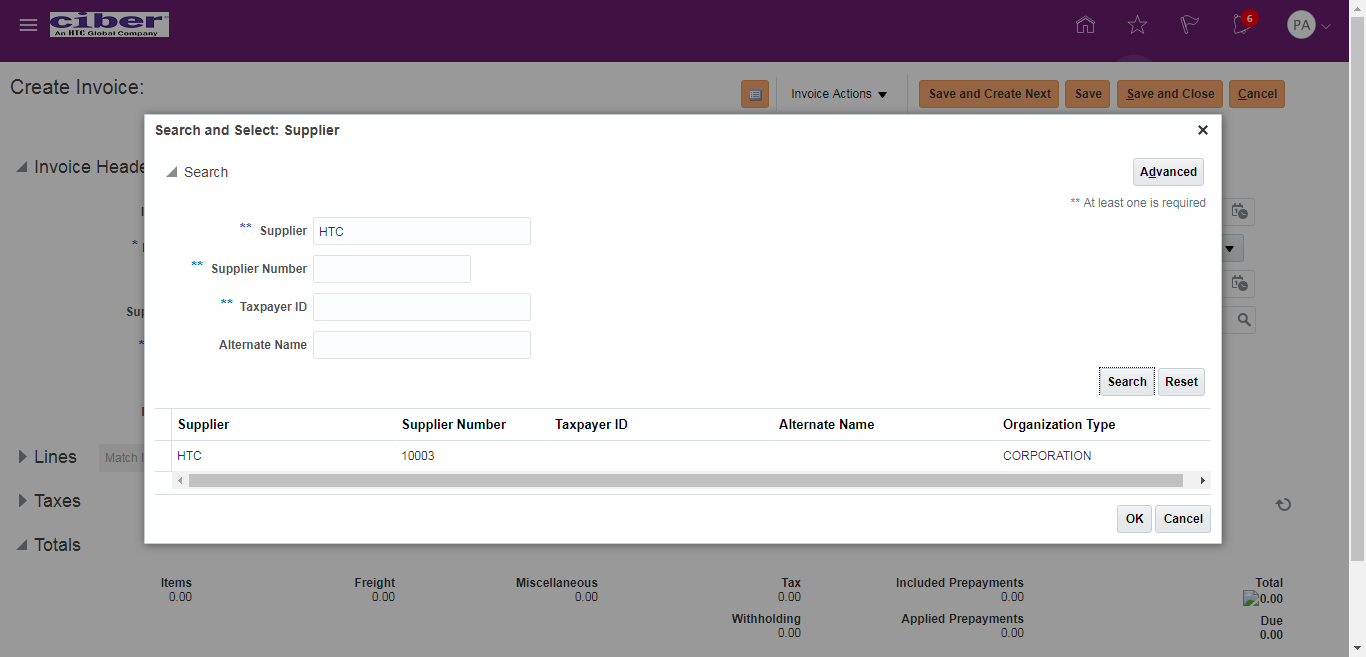 ciber
An HTC Global Company
6
PA
Create Invoice:
Invoice Actions
Save and Create Next
Save
Save and Close
Cancel
Search and Select: Supplier
Invoice
Search
Advanced
** At least one is required
** Supplier HTC
** Supplier Number
** Taxpayer ID
Alternate Name
Search
Reset
Supplier Supplier Number Taxpayer ID Alternate Name Organization Type
HTC 10003 CORPORATION
Lines Match
Taxes
OK
Cancel
Totals
Items Freight Miscellaneous Tax Included Prepayments Total
0.00 0.00 0.00 0.00 0.00 0.00
Withholding Applied Prepayments Due
0.00 0.00 0.00